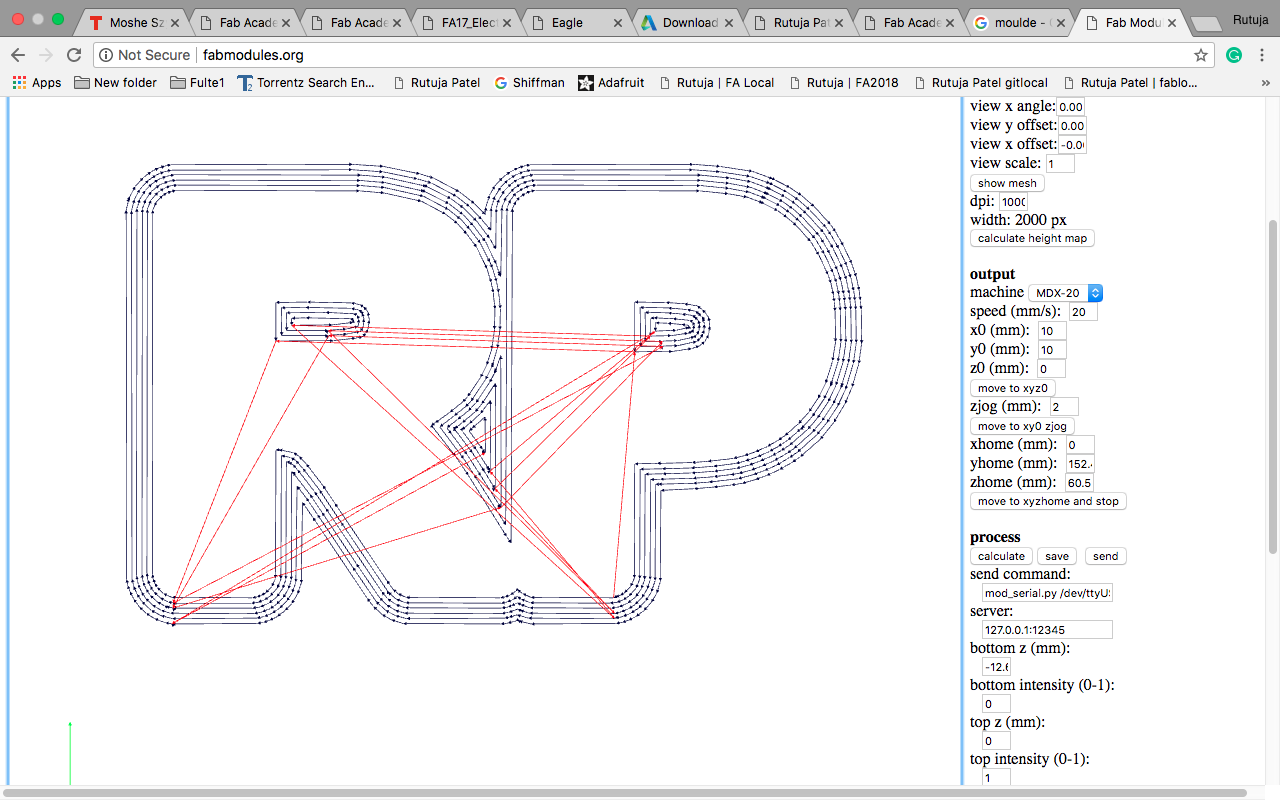 Moshe Sz
Fab Acade
Fab Acade
FA17_Elec
Eagle
Download
Rutuja Pat
Fab Acade
moulde - G
Fab Modu
Rutuja
Not Secure fabmodules.org
Apps New folder Fulte1 Torrentz Search En... Rutuja Patel Shiffman Adafruit Rutuja | FA Local Rutuja | FA2018 Rutuja Patel gitlocal Rutuja Patel | fablo... »
RP
view x angle: 0.00
view y offset: 0.00
view x offset: -0.0
view scale: 1
show mesh
dpi: 1000
width: 2000 px
calculate height map
output
machine MDX-20
speed (mm/s): 20
x0 (mm): 10
y0 (mm): 10
z0 (mm): 0
move to xyz0
zjog (mm): 2
move to xy0 zjog
xhome (mm): 0
yhome (mm): 152.
zhome (mm): 60.5
move to xyzhome and stop
process
calculate save send
send command:
mod_serial.py /dev/ttyUS
server:
127.0.0.1:12345
bottom z (mm):
-12.6
bottom intensity (0-1):
0
top z (mm):
0
top intensity (0-1):
1